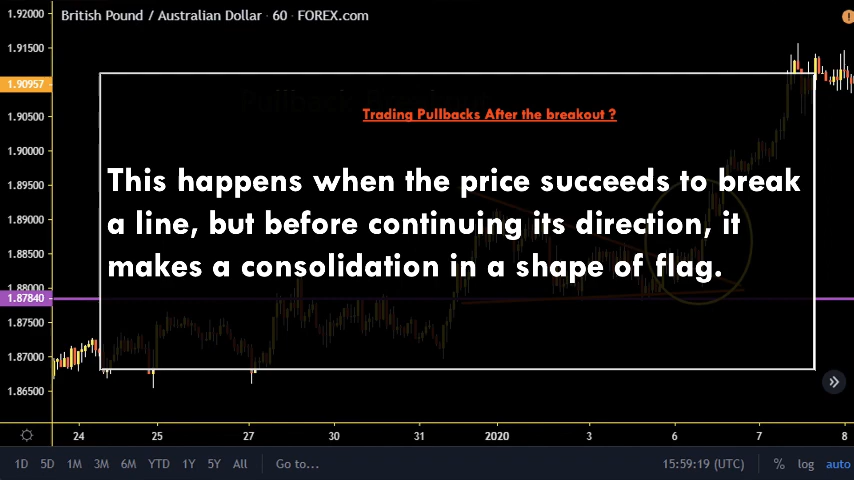 British Pound / Australian Dollar · 60 · FOREX.com
1.92000
1.91500
1.90957
1.90500
1.90000
1.89500
1.89000
1.88500
1.88000
1.87840
1.87500
1.87000
1.86500
Trading Pullbacks After the breakout ?
This happens when the price succeeds to break
a line, but before continuing its direction, it
makes a consolidation in a shape of flag.
24 25 27 30 31 2020 3 6 7 8
1D 5D 1M 3M 6M YTD 1Y 5Y All Go to... 15:59:19 (UTC) % log auto